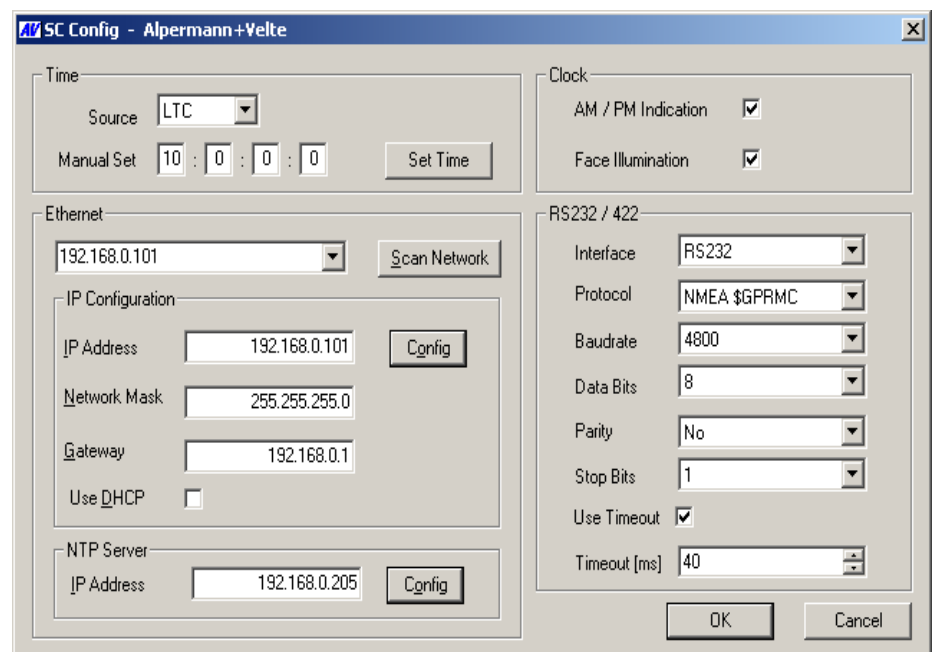 AV SC Config - Alpermann+Velte
Time
Source LTC
Manual Set 10 : 0 : 0 : 0 Set Time
Clock
AM / PM Indication
Face Illumination
Ethernet
192.168.0.101 Scan Network
IP Configuration
IP Address 192.168.0.101 Config
Network Mask 255.255.255.0
Gateway 192.168.0.1
Use DHCP
NTP Server
IP Address 192.168.0.205 Config
RS232 / 422
Interface RS232
Protocol NMEA $GPRMC
Baudrate 4800
Data Bits 8
Parity No
Stop Bits 1
Use Timeout
Timeout [ms] 40
OK Cancel